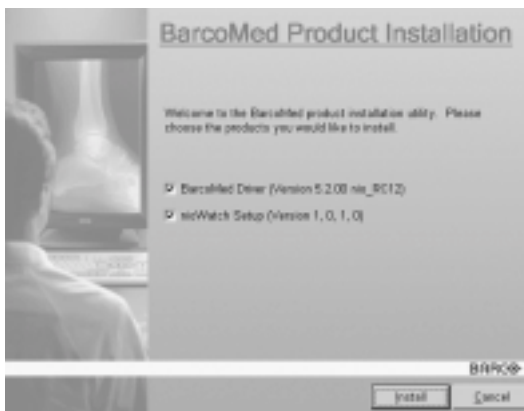 BarcoMed Product Installation
Welcome to the BarcoMed product installation utility. Please
choose the products you would like to install.
BarcoMed Driver (Version 5.2.00 nio_RC12)
nioWatch Setup (Version 1, 0, 1, 0)
BARCO
Install
Cancel